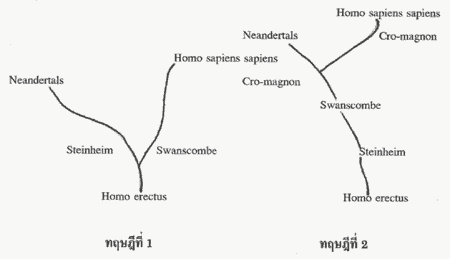 Neandertals
Homo sapiens sapiens
Steinheim
Swanscombe
Homo erectus
ทฤษฎีที่ 1
Homo sapiens sapiens
Neandertals
Cro-magnon
Cro-magnon
Swanscombe
Steinheim
Homo erectus
ทฤษฎีที่ 2